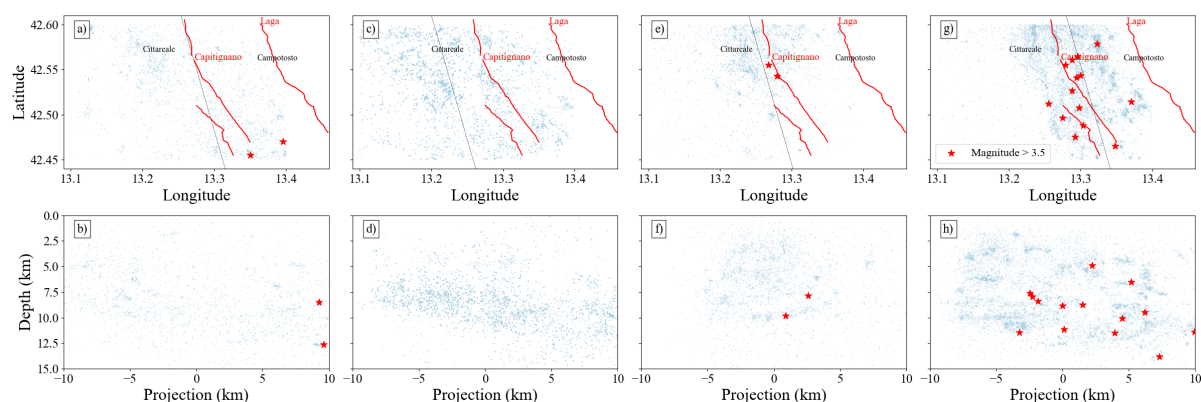 a) Laga Cittareale Capitignano Campotosto
c) Laga Cittareale Capitignano Campotosto
e) Laga Cittareale Capitignano Campotosto
g) Laga Cittareale Capitignano Campotosto
Latitude
42.60
42.55
42.50
42.45
★ Magnitude > 3.5
13.1 13.2 13.3 13.4
13.1 13.2 13.3 13.4
13.1 13.2 13.3 13.4
13.1 13.2 13.3 13.4
Longitude Longitude Longitude Longitude
b) d) f) h)
Depth (km)
0.0
2.5
5.0
7.5
10.0
12.5
15.0
−10 −5 0 5 10
−10 −5 0 5 10
−10 −5 0 5 10
−10 −5 0 5 10
Projection (km) Projection (km) Projection (km) Projection (km)